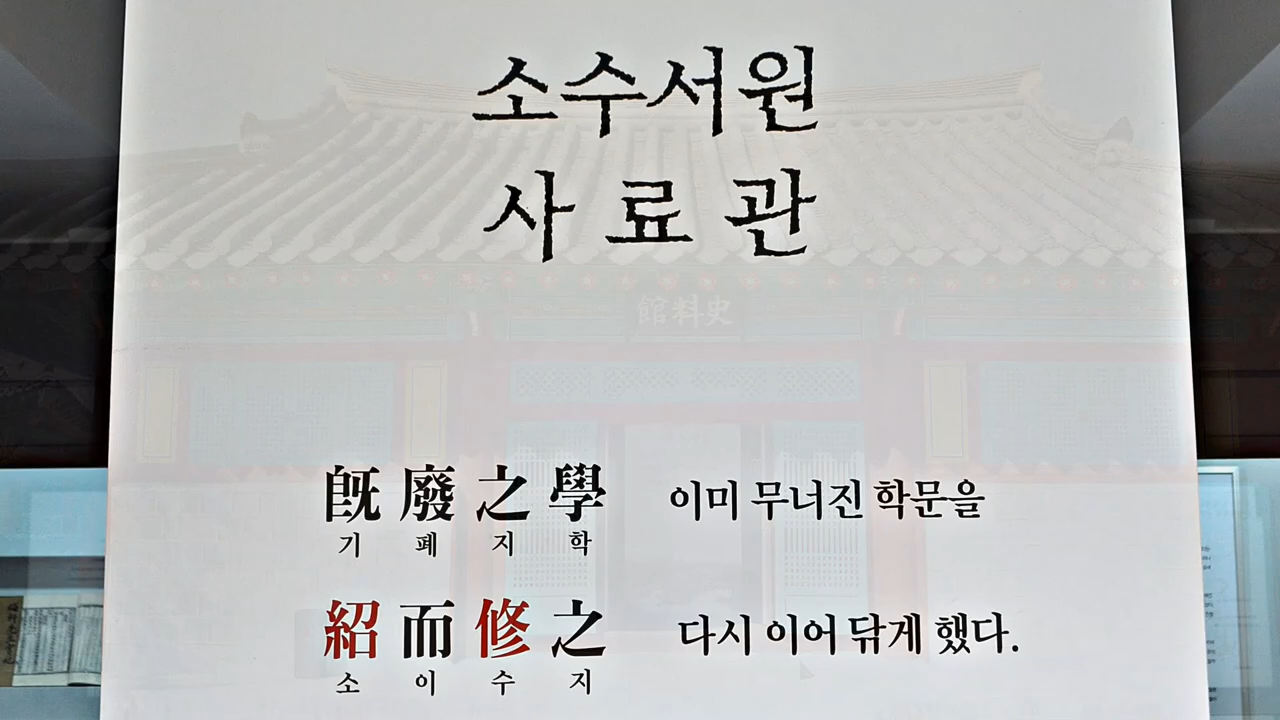 소수서원
사료관
館料史
旣廢之學 이미 무너진 학문을
기폐지학
紹而修之 다시 이어 닦게 했다.
소이수지